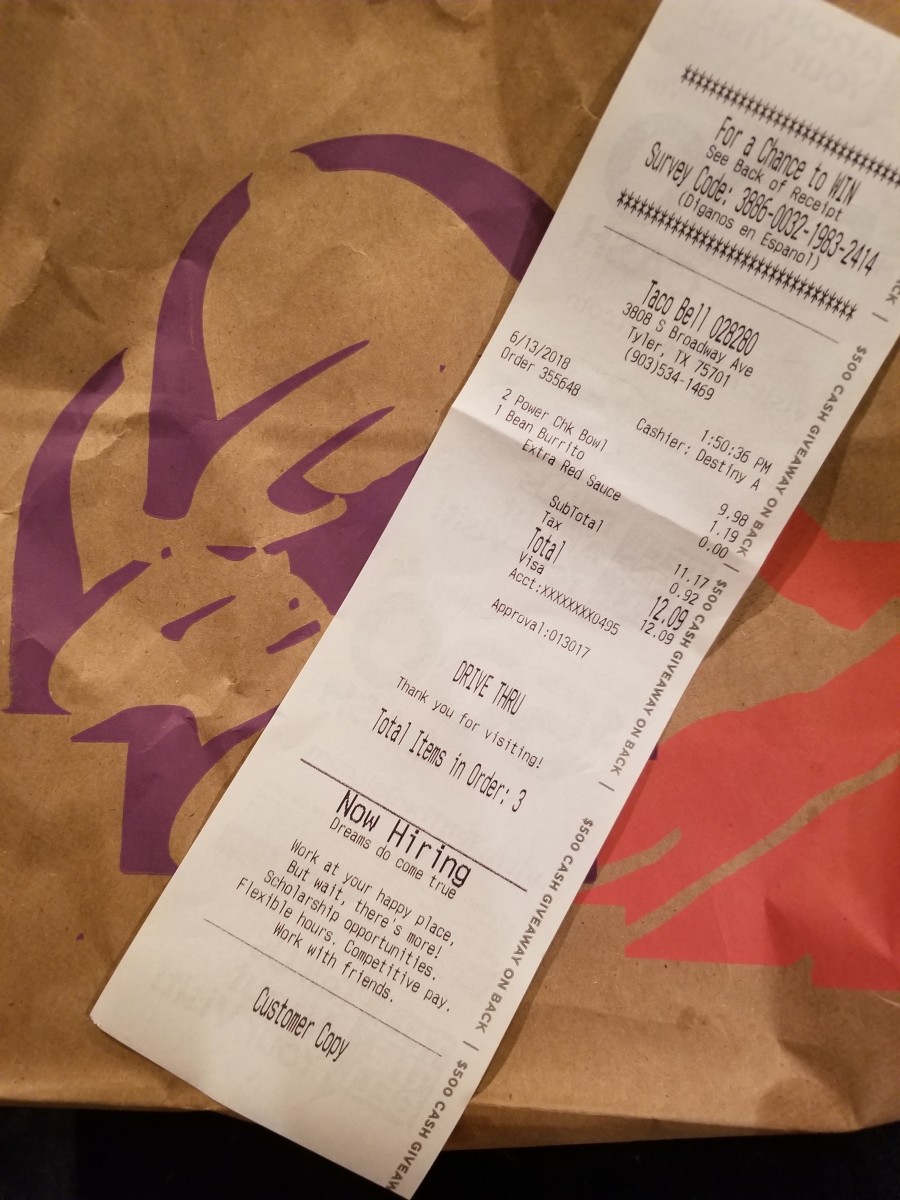 xxxxxxxxxxxxxxxxxxxxxxxxxxxxxxxxxxx
For a Chance to WIN
See Back of Receipt
Survey Code: 3886-0032-1983-2414
(Diganos en Espanol)
xxxxxxxxxxxxxxxxxxxxxxxxxxxxxxxxxxx
Taco Bell 028280
3808 S Broadway Ave
Tyler, TX 75701
(903)534-1469
6/13/2018 1:50:36 PM
Order 355648 Cashier: Destiny A
2 Power Chk Bowl 9.98
1 Bean Burrito 1.19
Extra Red Sauce 0.00
SubTotal 11.17
Tax 0.92
Total 12.09
Visa 12.09
Acct:XXXXXXXX0495
Approval:013017
DRIVE THRU
Thank you for visiting!
Total Items in Order: 3
Now Hiring
Dreams do come true
Work at your happy place,
But wait, there's more!
Scholarship opportunities.
Flexible hours. Competitive pay.
Work with friends.
Customer Copy
CK | $500 CASH GIVEAWAY ON BACK | $500 CASH GIVEAWAY ON BACK | $500 CASH GIVEAWAY ON BACK | $500 CASH GIVEAW